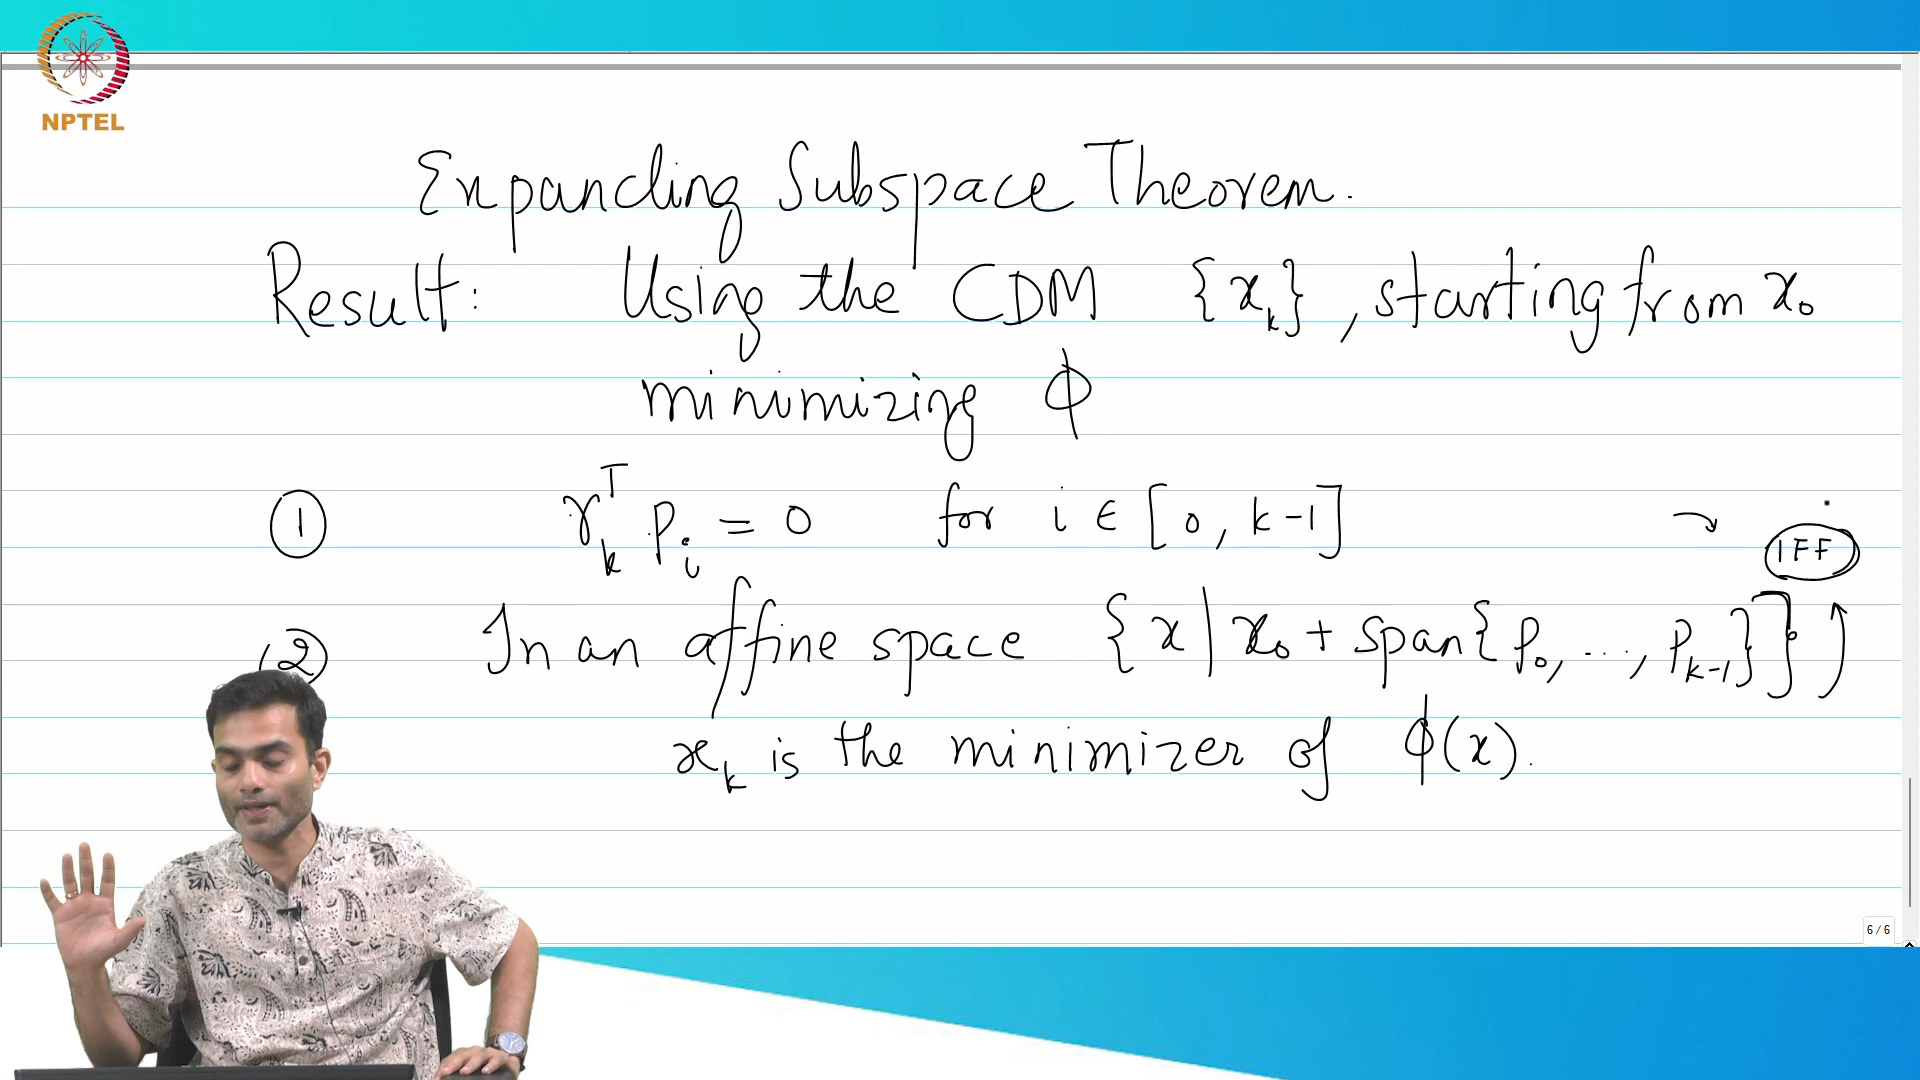 NPTEL
Expanding Subspace Theorem.
Result: Using the CDM {x_k}, starting from x_0
minimizing ϕ
① r_k^T p_i = 0 for i ∈ [0, k-1]
IFF
② In an affine space {x | x_0 + span{p_0, ..., p_{k-1}}}
x_k is the minimizer of ϕ(x).
6 / 6